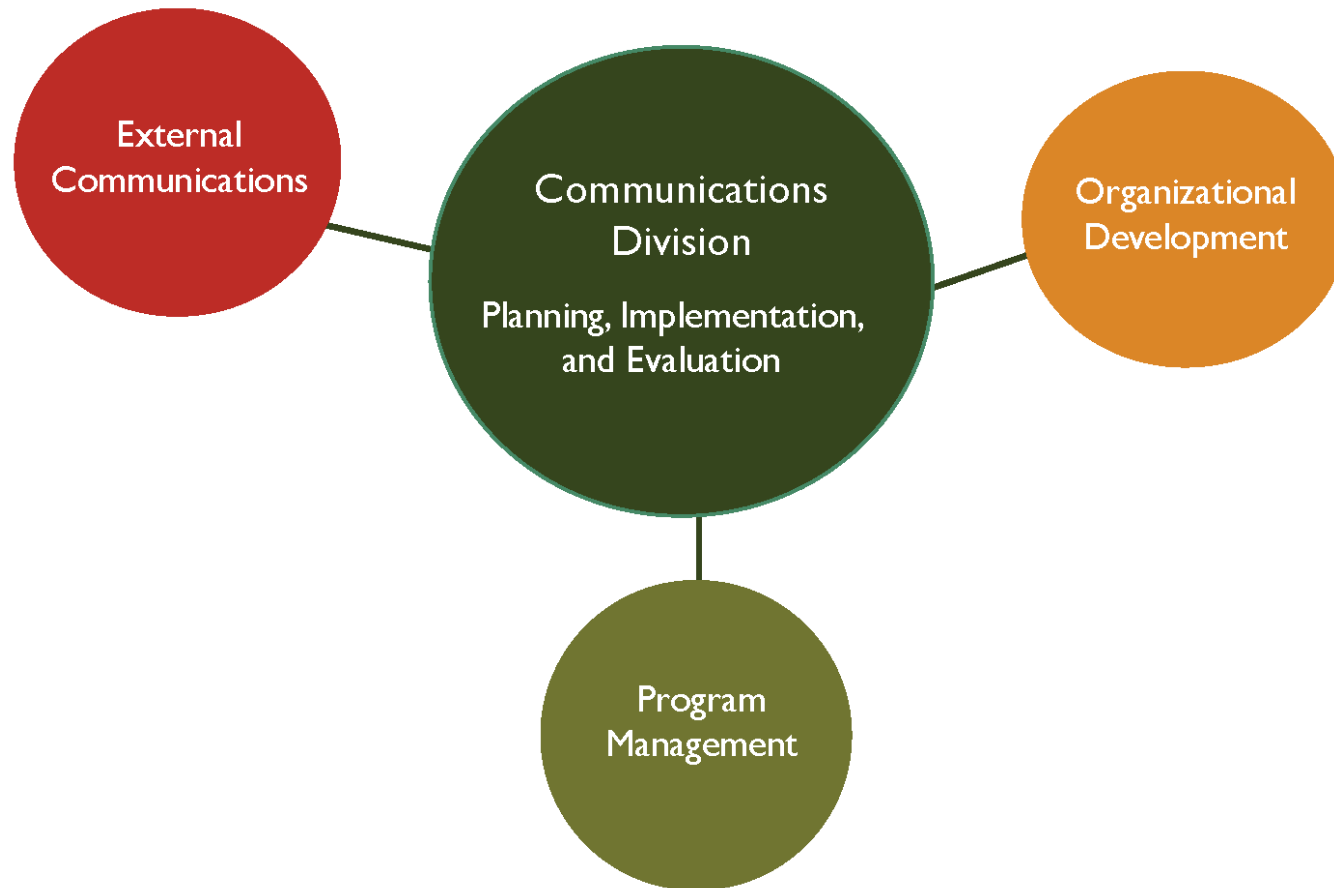 External
Communications
Communications
Division
Planning, Implementation,
and Evaluation
Organizational
Development
Program
Management